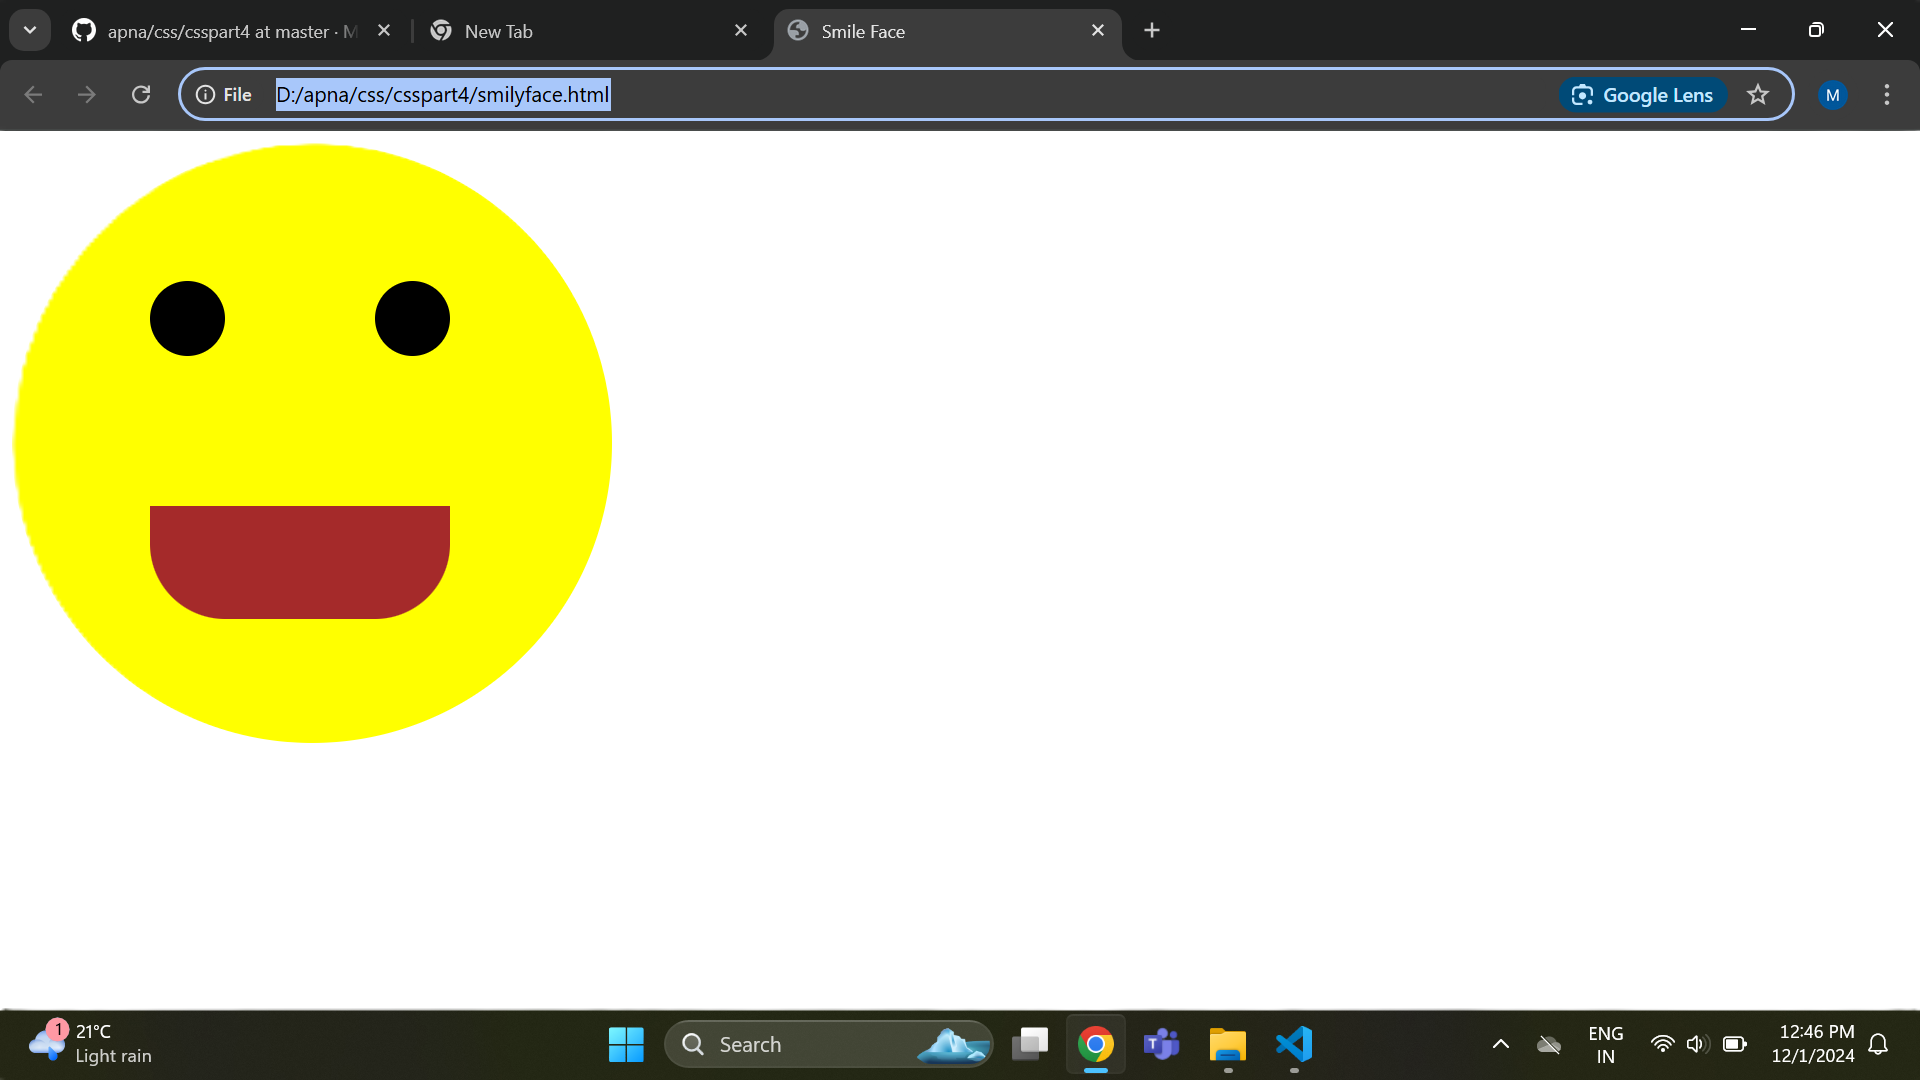 apna/css/csspart4 at master · M
New Tab
Smile Face
File
D:/apna/css/csspart4/smilyface.html
Google Lens
M
1
21°C
Light rain
Search
T
ENG
IN
12:46 PM
12/1/2024